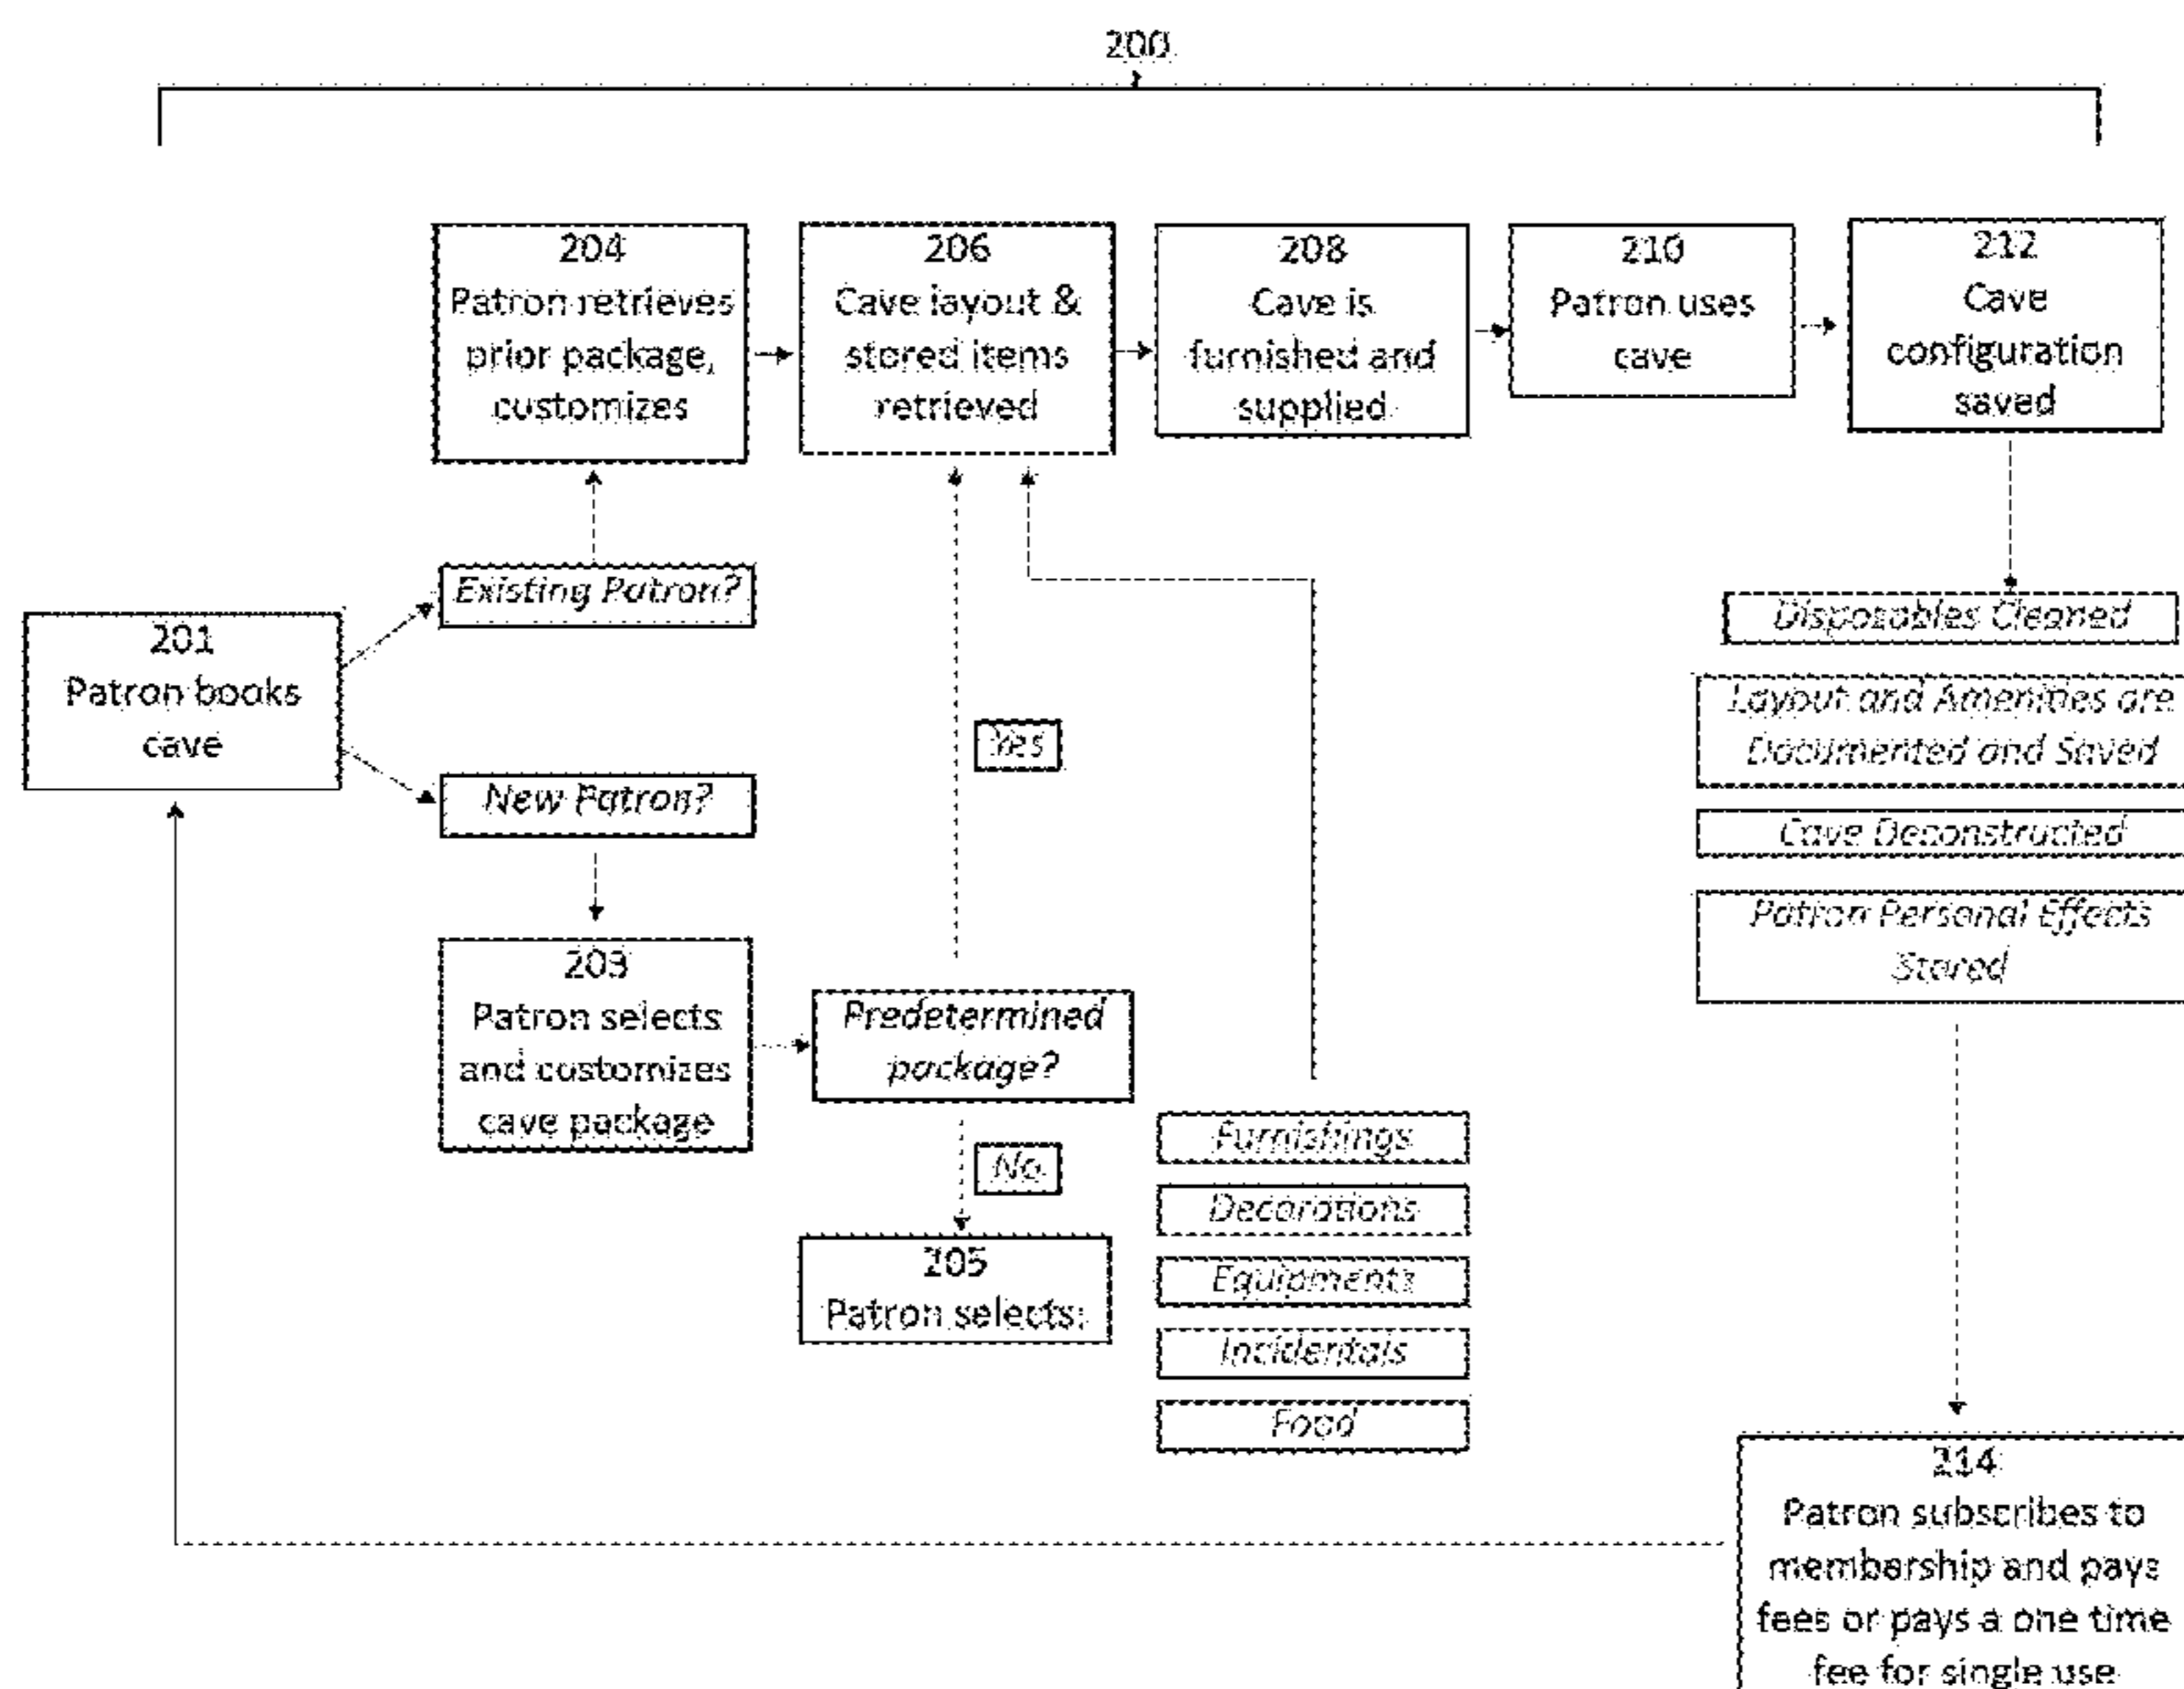 200
204
Patron retrieves
prior package,
customizes
206
Cave layout &
stored items
retrieved
208
Cave is
furnished and
supplied
210
Patron uses
cave
212
Cave
configuration
saved
Existing Patron?
201
Patron books
cave
New Patron?
Yes
Disposables Cleaned
Layout and Amenities are
Documented and Saved
Cave Deconstructed
Patron Personal Effects
Stored
203
Patron selects
and customizes
cave package
Predetermined
package?
No
205
Patron selects:
Furnishings
Decorations
Equipments
Incidentals
Food
214
Patron subscribes to
membership and pays
fees or pays a one time
fee for single use